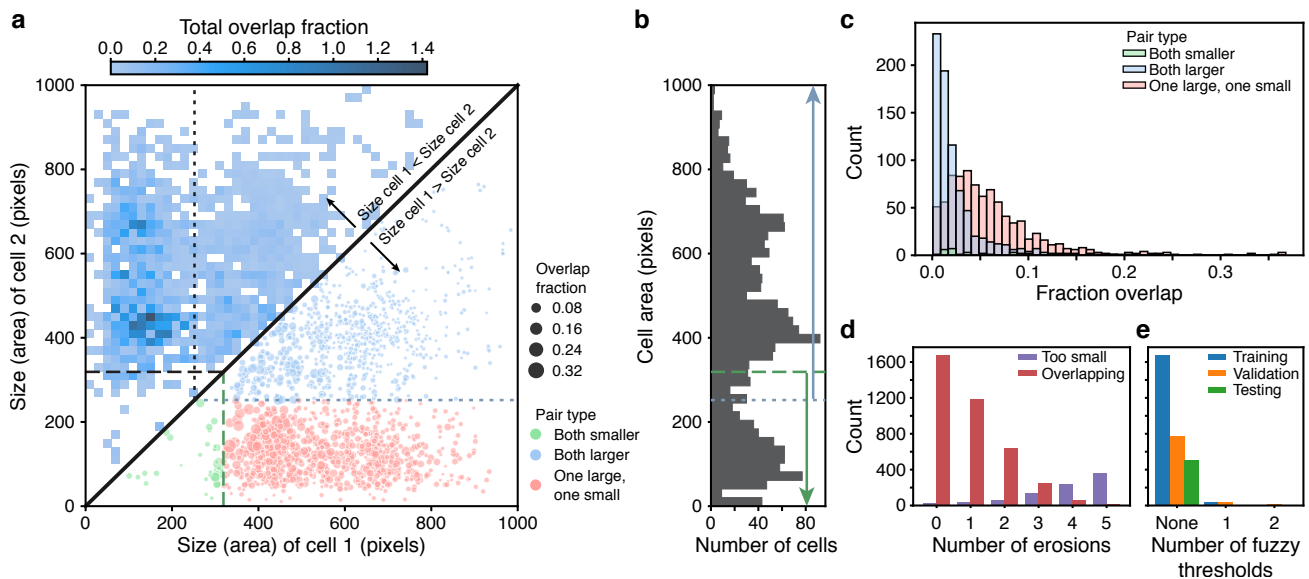 a
Total overlap fraction
0.0 0.2 0.4 0.6 0.8 1.0 1.2 1.4
1000
800
600
400
200
0
Size (area) of cell 2 (pixels)
Size cell 1 < Size cell 2
Size cell 1 > Size cell 2
0 200 400 600 800 1000
Size (area) of cell 1 (pixels)
Overlap
fraction
0.08
0.16
0.24
0.32
Pair type
Both smaller
Both larger
One large,
one small
b
1000
800
600
400
200
0
Cell area (pixels)
0 40 80
Number of cells
c
200
150
100
50
0
Count
Pair type
Both smaller
Both larger
One large, one small
0.0 0.1 0.2 0.3
Fraction overlap
d
1600
1200
800
400
0
Count
Too small
Overlapping
0 1 2 3 4 5
Number of erosions
e
Training
Validation
Testing
None 1 2
Number of fuzzy
thresholds